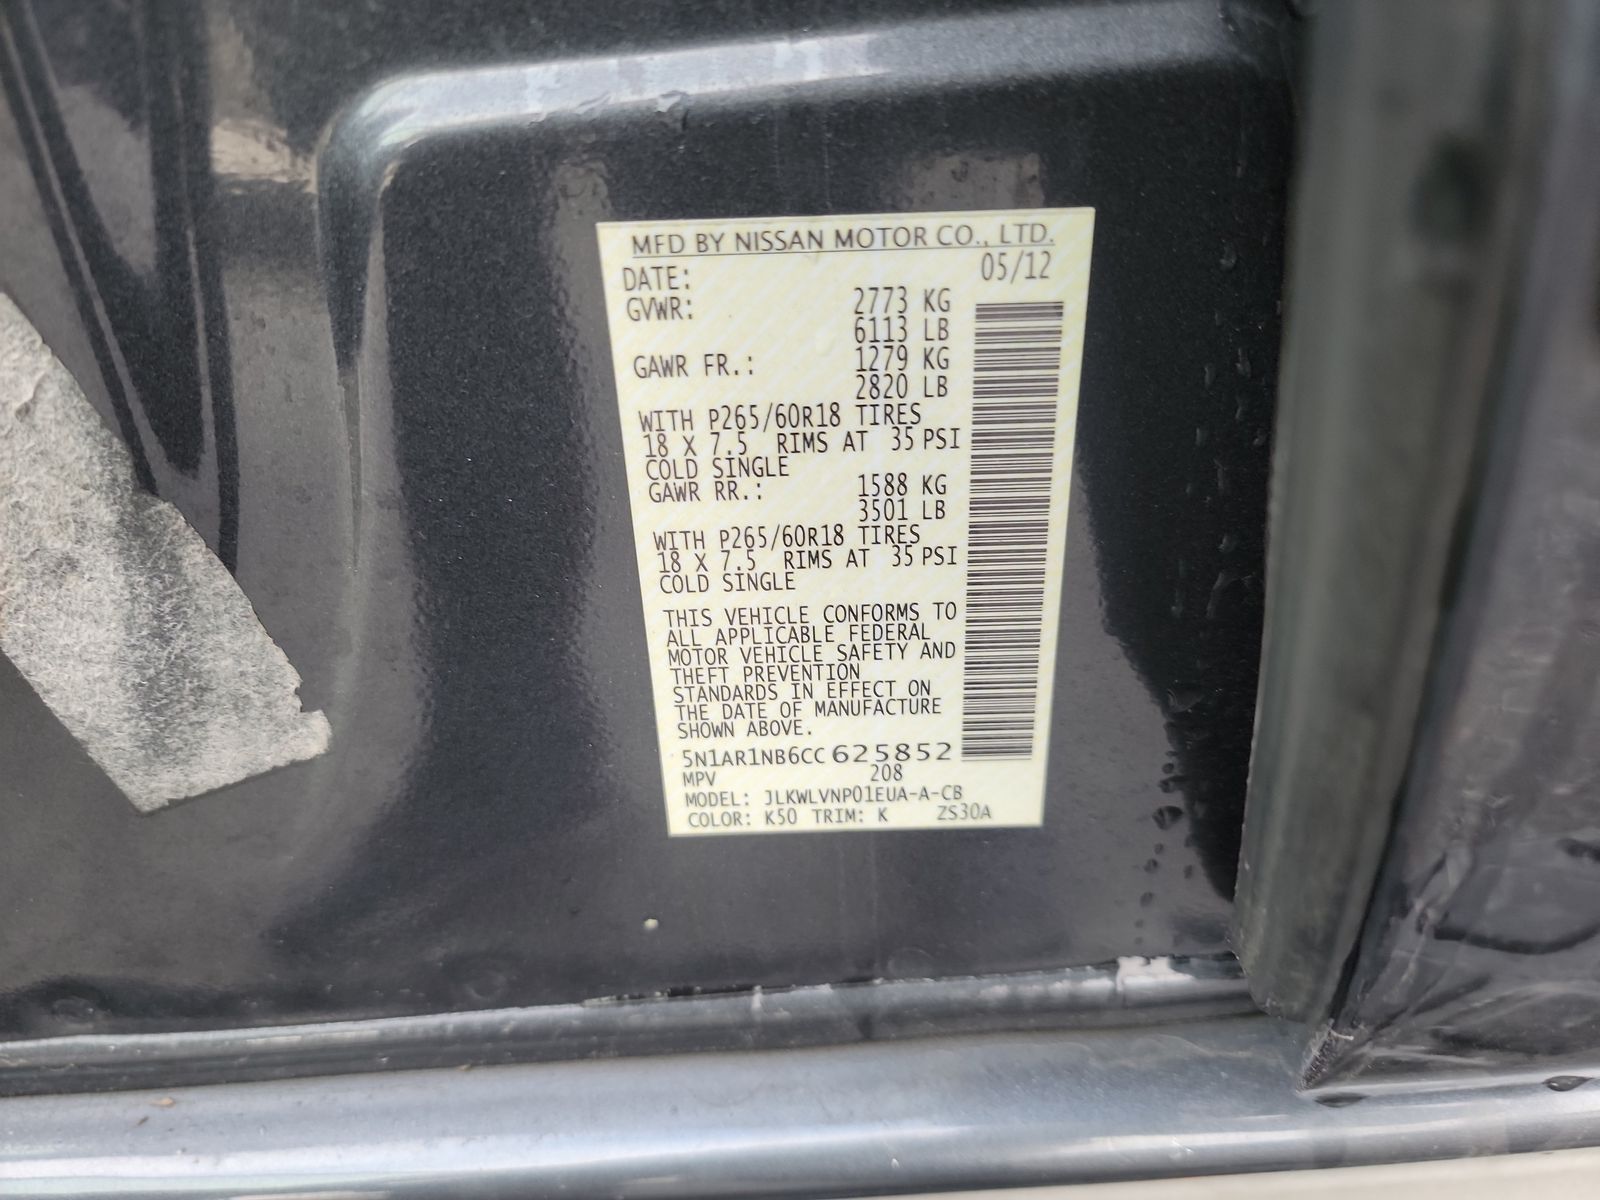 MFD BY NISSAN MOTOR CO., LTD.
DATE: 05/12
GVWR: 2773 KG
6113 LB
GAWR FR.: 1279 KG
2820 LB
WITH P265/60R18 TIRES
18 X 7.5 RIMS AT 35 PSI
COLD SINGLE
GAWR RR.: 1588 KG
3501 LB
WITH P265/60R18 TIRES
18 X 7.5 RIMS AT 35 PSI
COLD SINGLE
THIS VEHICLE CONFORMS TO
ALL APPLICABLE FEDERAL
MOTOR VEHICLE SAFETY AND
THEFT PREVENTION
STANDARDS IN EFFECT ON
THE DATE OF MANUFACTURE
SHOWN ABOVE.
5N1AR1NB6CC 625852
MPV 208
MODEL: JLKWLVNP01EUA-A-CB
COLOR: K50 TRIM: K ZS30A